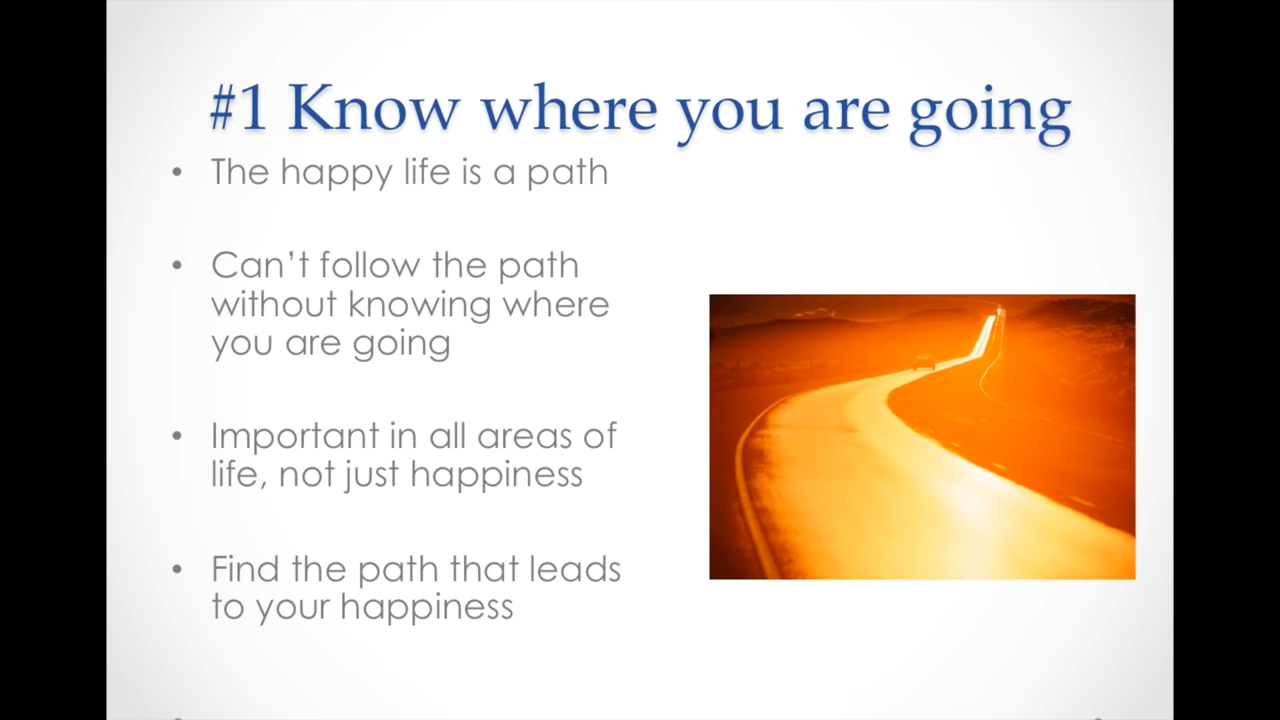 #1 Know where you are going
• The happy life is a path
• Can’t follow the path
without knowing where
you are going
• Important in all areas of
life, not just happiness
• Find the path that leads
to your happiness